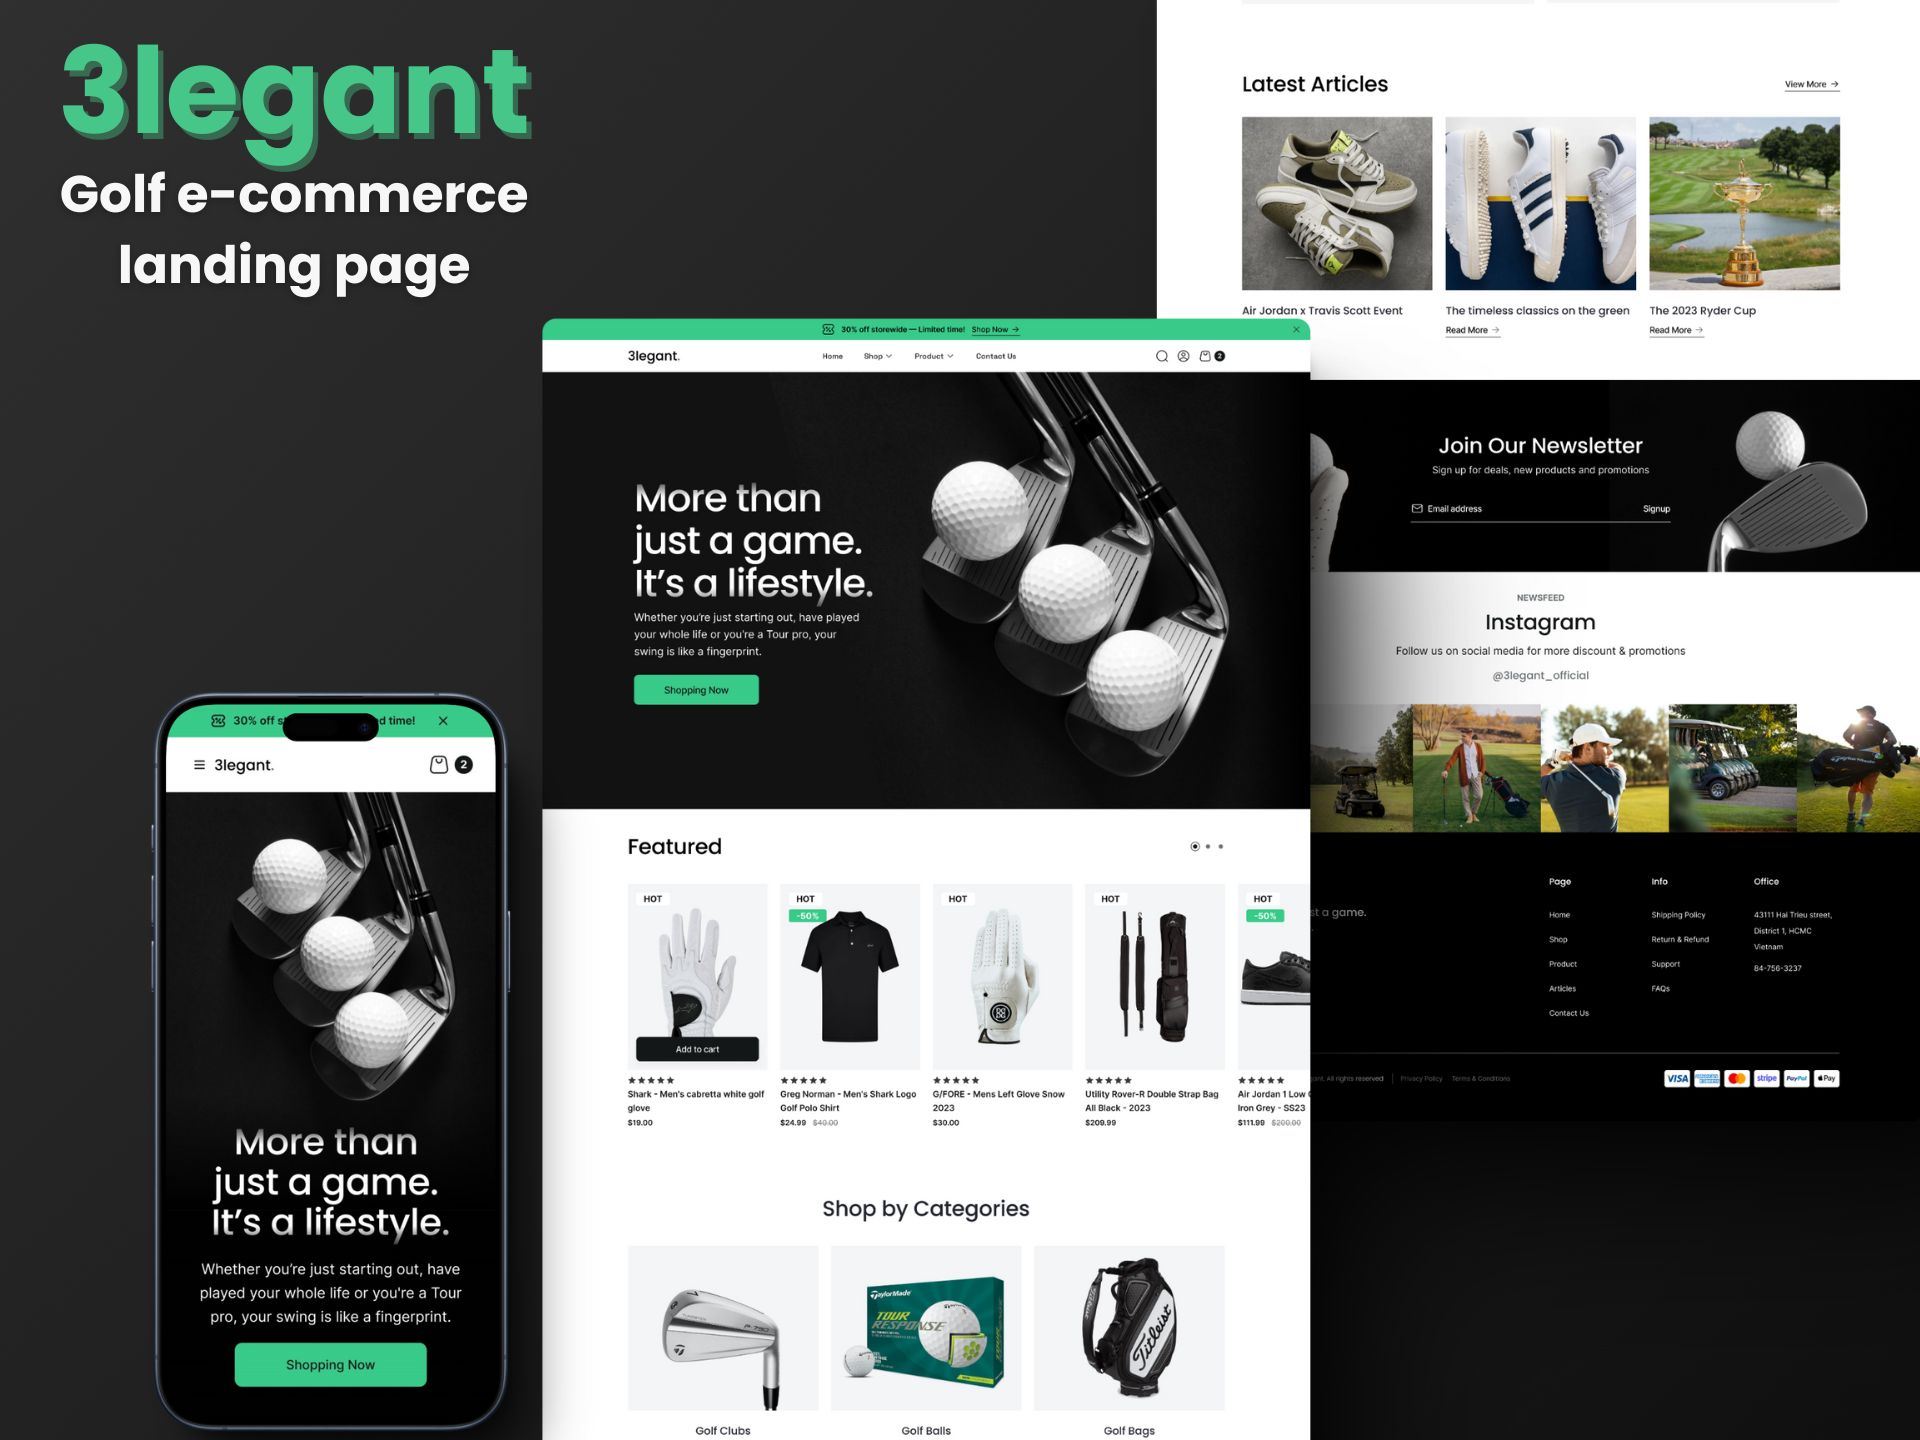 3legant
Golf e-commerce
landing page
30% off s
d time!
3legant.
2
More than
just a game.
It's a lifestyle.
Whether you're just starting out, have
played your whole life or you're a Tour
pro, your swing is like a fingerprint.
Shopping Now
30% off storewide — Limited time! Shop Now →
3legant.
Home Shop Product Contact Us
2
More than
just a game.
It's a lifestyle.
Whether you're just starting out, have played
your whole life or you're a Tour pro, your
swing is like a fingerprint.
Shopping Now
Featured
HOT
Add to cart
Shark - Men's cabretta white golf
glove
$19.00
HOT
-50%
Greg Norman - Men's Shark Logo
Golf Polo Shirt
$24.99 $40.00
HOT
G/FORE - Mens Left Glove Snow
2023
$30.00
HOT
Utility Rover-R Double Strap Bag
All Black - 2023
$209.99
HOT
-50%
Air Jordan 1 Low
Iron Grey - SS23
$111.99 $200.00
Shop by Categories
P·790
TaylorMade
TOUR
RESPONSE
Titleist
Golf Clubs
Golf Balls
Golf Bags
Latest Articles
View More →
Air Jordan x Travis Scott Event
The timeless classics on the green
Read More →
The 2023 Ryder Cup
Read More →
Join Our Newsletter
Sign up for deals, new products and promotions
Email address
Signup
NEWSFEED
Instagram
Follow us on social media for more discount & promotions
@3legant_official
TaylorMade
st a game.
Page
Home
Shop
Product
Articles
Contact Us
Info
Shipping Policy
Return & Refund
Support
FAQs
Office
43111 Hai Trieu street,
District 1, HCMC
Vietnam
84-756-3237
gant. All rights reserved
Privacy Policy
Terms & Conditions
VISA
AMERICAN EXPRESS
stripe
PayPal
Pay